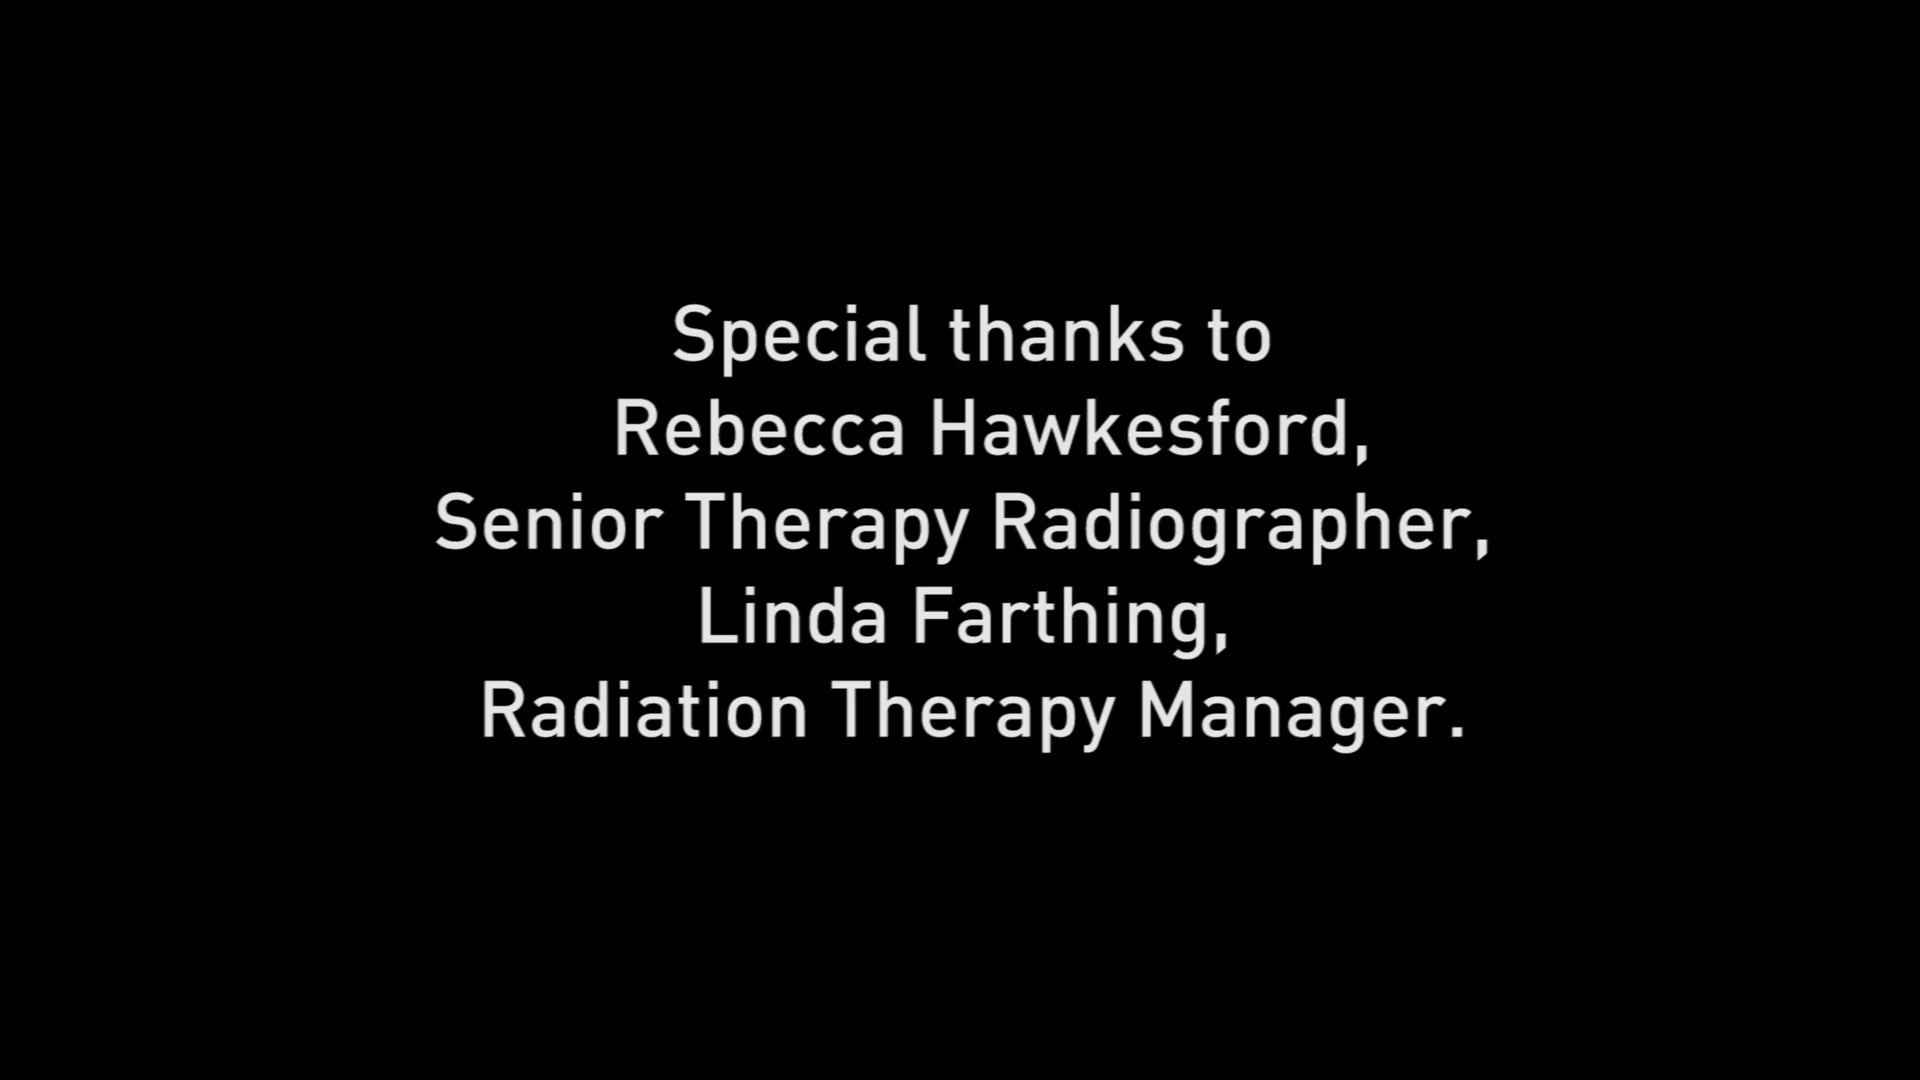 Special thanks to
Rebecca Hawkesford,
Senior Therapy Radiographer,
Linda Farthing,
Radiation Therapy Manager.